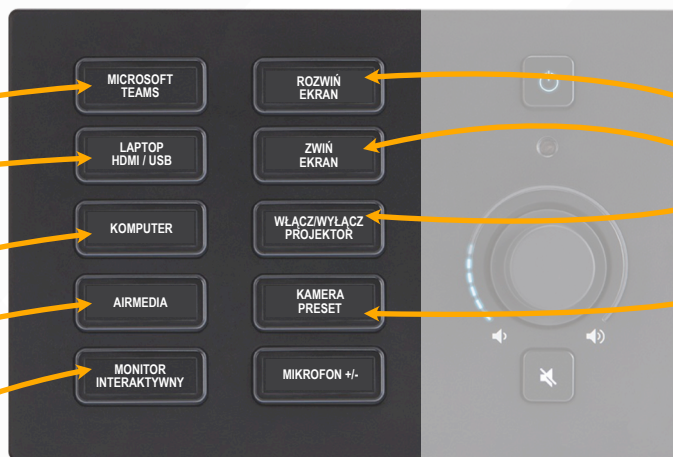 MICROSOFT
TEAMS
ROZWIŃ
EKRAN
LAPTOP
HDMI / USB
ZWIŃ
EKRAN
KOMPUTER
WŁĄCZ/WYŁĄCZ
PROJEKTOR
AIRMEDIA
KAMERA
PRESET
MONITOR
INTERAKTYWNY
MIKROFON +/-